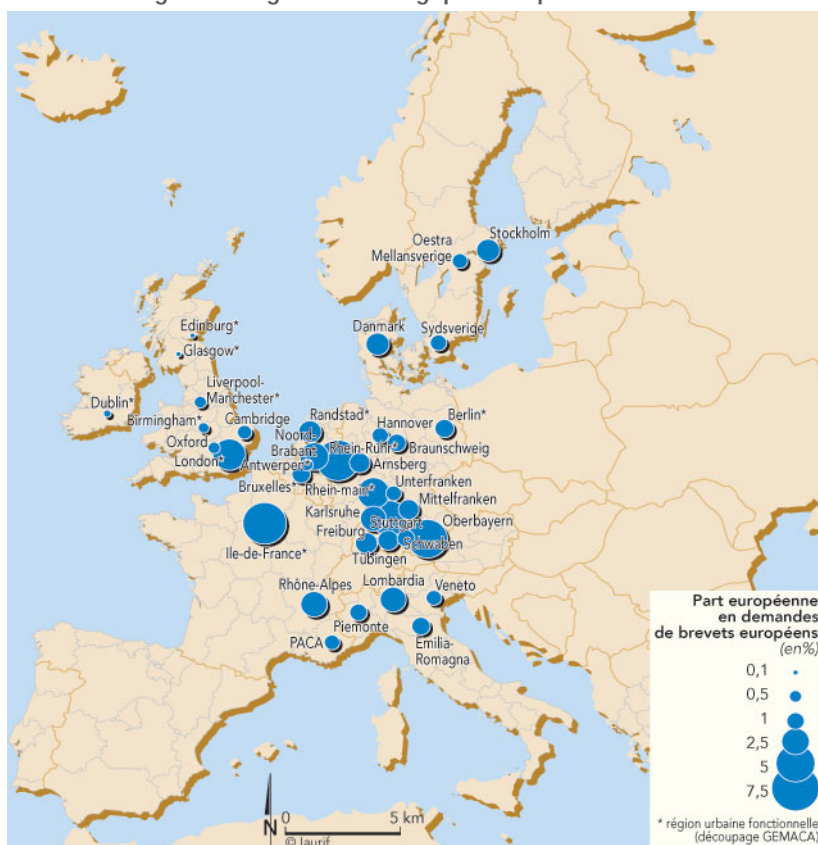 Stockholm
Oestra
Mellansverige
Danmark
Sydsverige
Edinourg*
Glasgow*
Dublin*
Liverpool-
Manchester*
Birmingham*
Cambridge
Oxford
London*
Randstad*
Noord-
Brabant
Antwerpen*
Bruxelles*
Hannover
Berlin*
Braunschweig
Rhein-Ruhr*
Arnsberg
Rhein-main*
Unterfranken
Mittelfranken
Karlsruhe
Stuttgart
Oberbayern
Freiburg
Schwaben
Tübingen
Ile-de-France*
Rhône-Alpes
Lombardia
Veneto
Piemonte
PACA
Emilia-
Romagna
Part européenne
en demandes
de brevets européens
(en%)
0,1
0,5
1
2,5
5
7,5
* région urbaine fonctionnelle
(découpage GEMACA)
N
0 5 km
© iaurif